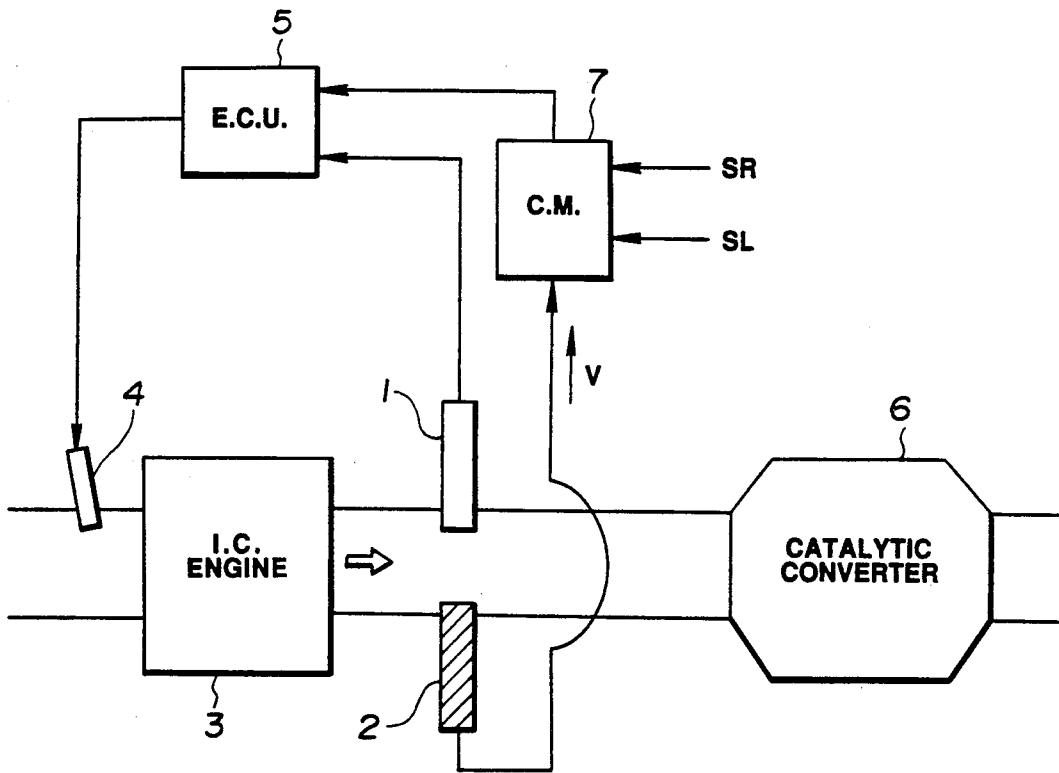 5
E.C.U.
7
C.M.
SR
SL
V
4
1
6
I.C.
ENGINE
CATALYTIC
CONVERTER
3
2